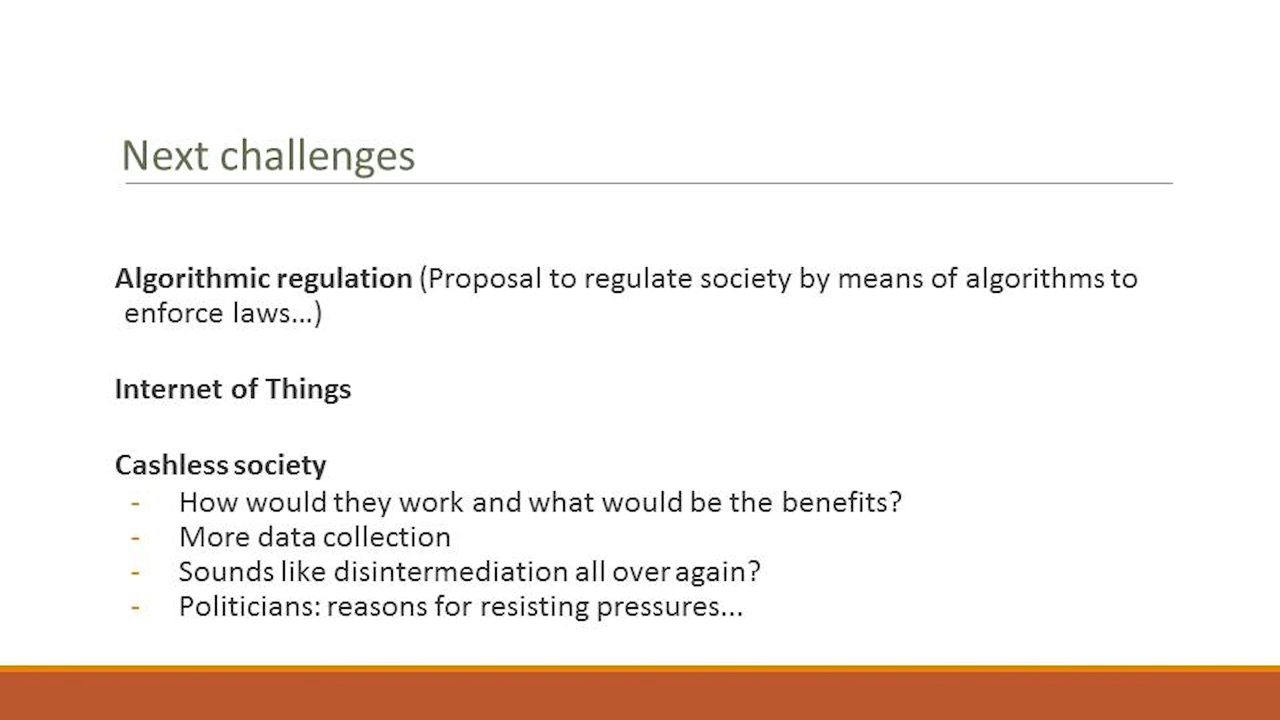 Next challenges
Algorithmic regulation (Proposal to regulate society by means of algorithms to
enforce laws...)
Internet of Things
Cashless society
- How would they work and what would be the benefits?
- More data collection
- Sounds like disintermediation all over again?
- Politicians: reasons for resisting pressures...